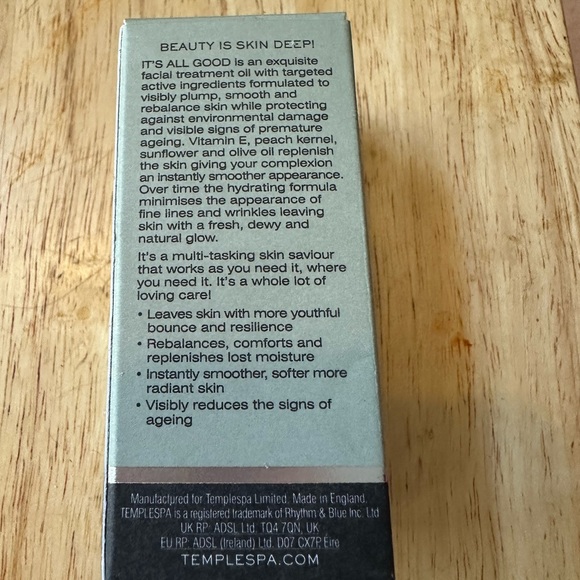 BEAUTY IS SKIN DEEP!
IT'S ALL GOOD is an exquisite
facial treatment oil with targeted
active ingredients formulated to
visibly plump, smooth and
rebalance skin while protecting
against environmental damage
and visible signs of premature
ageing. Vitamin E, peach kernel,
sunflower and olive oil replenish
the skin giving your complexion
an instantly smoother appearance.
Over time the hydrating formula
minimises the appearance of
fine lines and wrinkles leaving
skin with a fresh, dewy and
natural glow.
It's a multi-tasking skin saviour
that works as you need it, where
you need it. It's a whole lot of
loving care!
• Leaves skin with more youthful
bounce and resilience
• Rebalances, comforts and
replenishes lost moisture
• Instantly smoother, softer more
radiant skin
• Visibly reduces the signs of
ageing
Manufactured for Templespa Limited. Made in England.
TEMPLESPA is a registered trademark of Rhythm & Blue Inc. Ltd
UK RP: ADSL Ltd. TQ4 7QN, UK
EU RP: ADSL (Ireland) Ltd. D07 CX7P, Eire
TEMPLESPA.COM